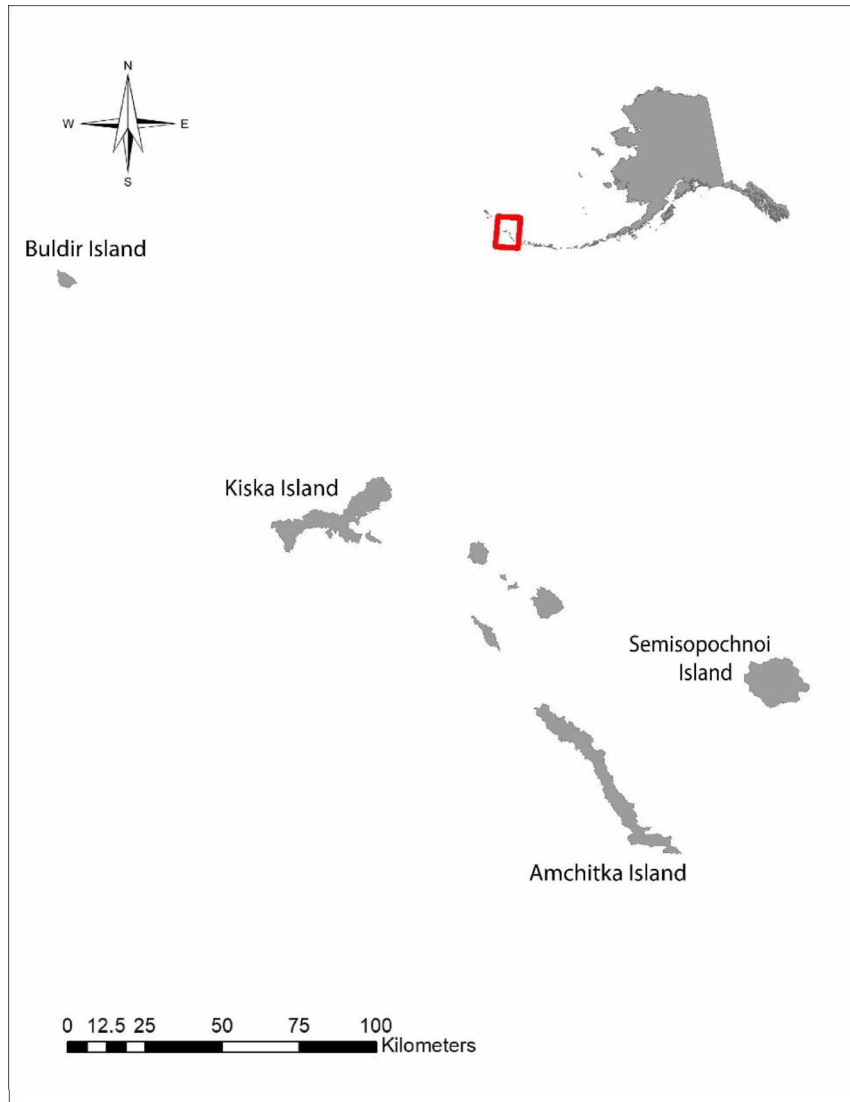 N
W E
S
Buldir Island
Kiska Island
Semisopochnoi
Island
Amchitka Island
0 12.5 25 50 75 100
Kilometers